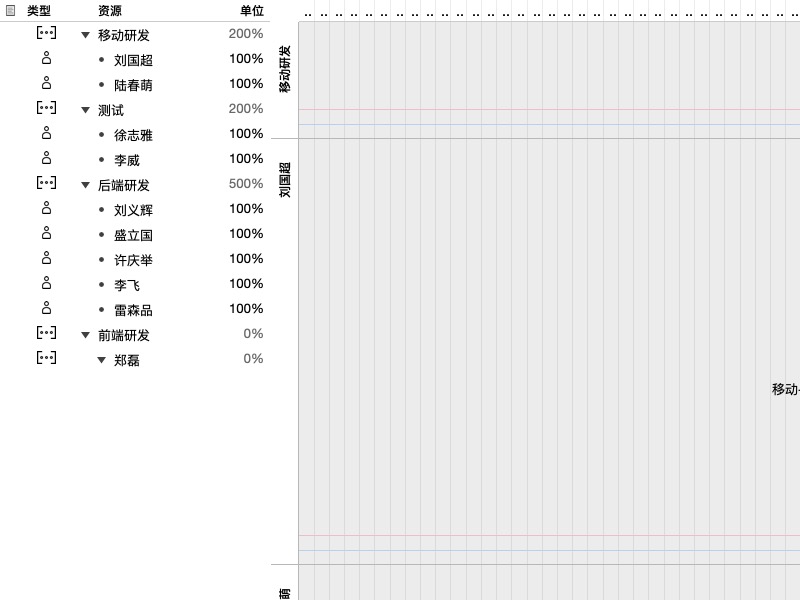 类型 资源 单位
移动研发 200%
刘国超 100%
陆春萌 100%
测试 200%
徐志雅 100%
李威 100%
后端研发 500%
刘义辉 100%
盛立国 100%
许庆举 100%
李飞 100%
雷森品 100%
前端研发 0%
郑磊 0%
移动研发
刘国超
移动-
萌